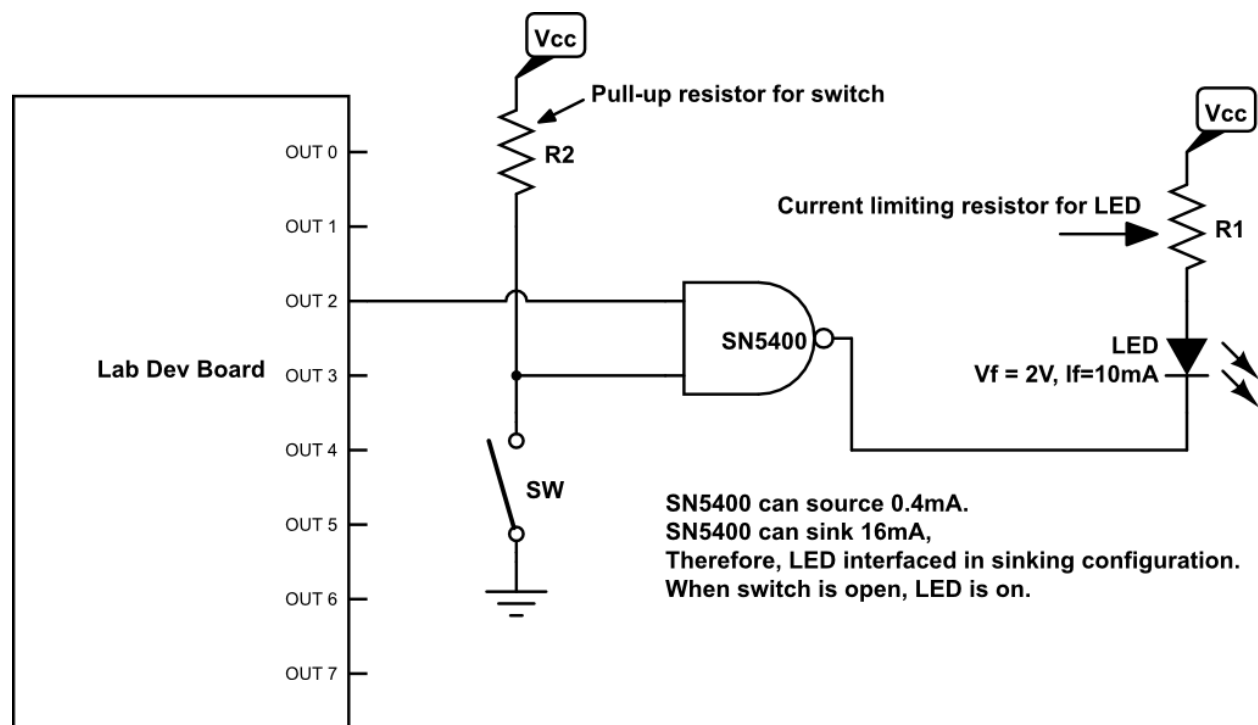 Vcc
Pull-up resistor for switch
R2
Vcc
Current limiting resistor for LED
R1
OUT 0
OUT 1
OUT 2
OUT 3
OUT 4
OUT 5
OUT 6
OUT 7
Lab Dev Board
SN5400
LED
Vf = 2V, If=10mA
SW
SN5400 can source 0.4mA.
SN5400 can sink 16mA,
Therefore, LED interfaced in sinking configuration.
When switch is open, LED is on.